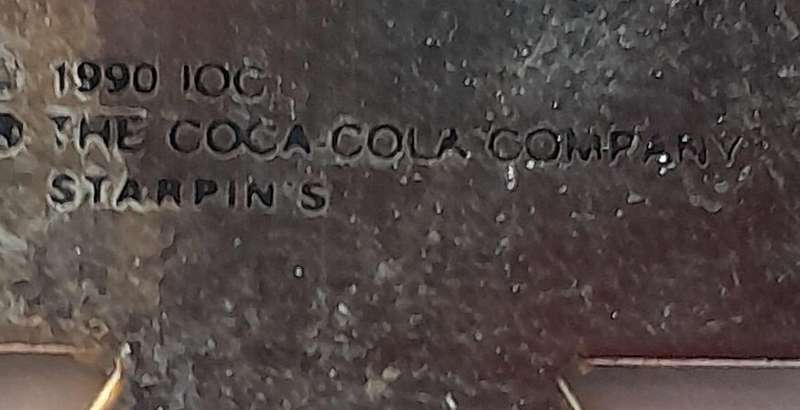 1990 IOC
® THE COCA-COLA COMPANY
STARPIN'S